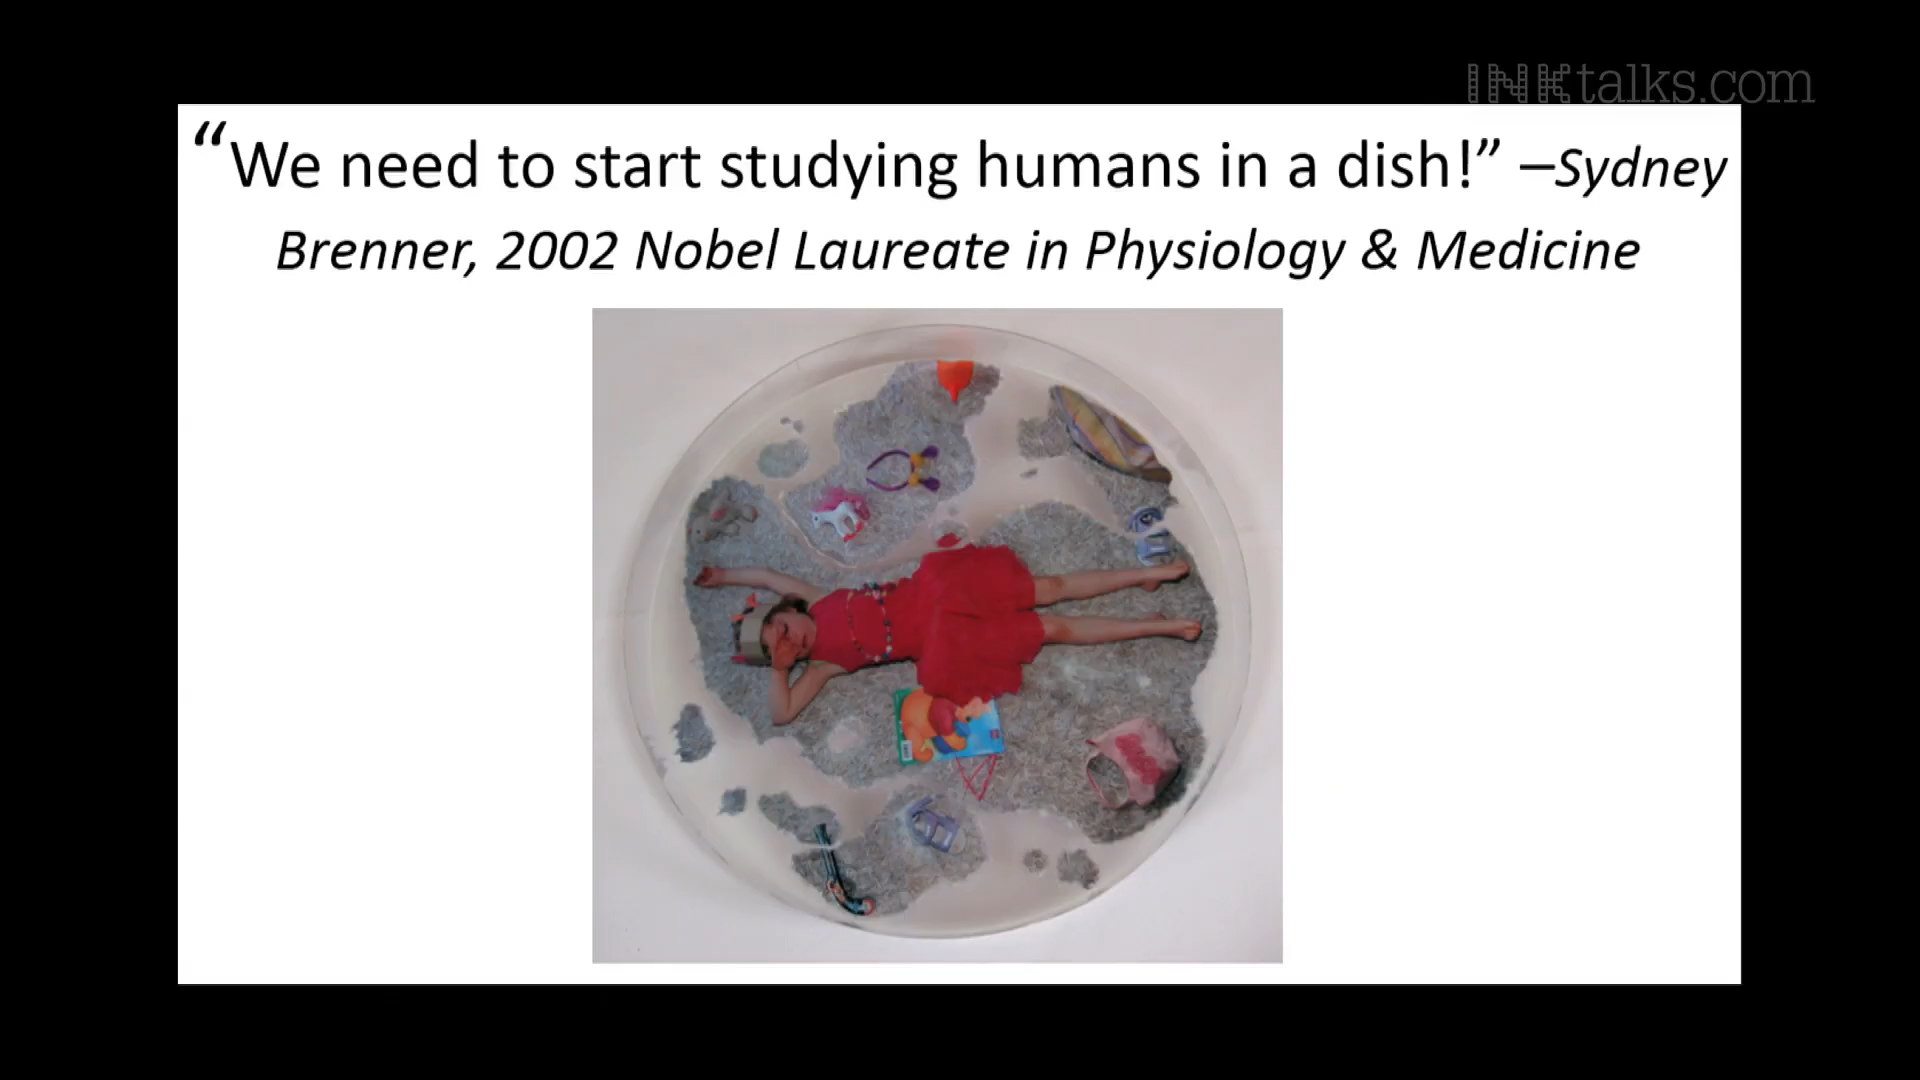 INKtalks.com
“We need to start studying humans in a dish!” –Sydney
Brenner, 2002 Nobel Laureate in Physiology & Medicine